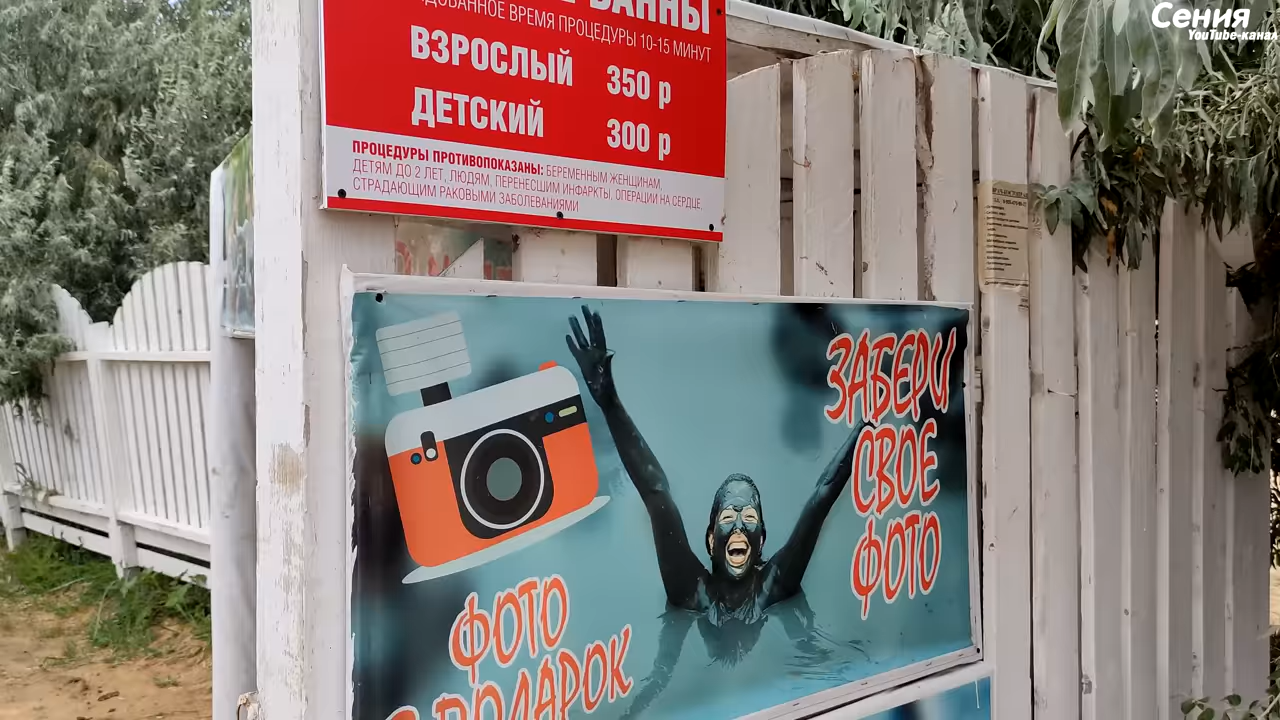 Сения
YouTube-канал
ВАННЫ
ВРЕМЯ ПРОЦЕДУРЫ 10-15 МИНУТ
ВЗРОСЛЫЙ 350 р
ДЕТСКИЙ 300 р
ПРОЦЕДУРЫ ПРОТИВОПОКАЗАНЫ: БЕРЕМЕННЫМ ЖЕНЩИНАМ,
ДЕТЯМ ДО 2 ЛЕТ, ЛЮДЯМ, ПЕРЕНЕСШИМ ИНФАРКТЫ, ОПЕРАЦИИ НА СЕРДЦЕ,
СТРАДАЮЩИМ РАКОВЫМИ ЗАБОЛЕВАНИЯМИ
ЗАБЕРИ
СВОЕ
ФОТО
ФОТО
В ПОДАРОК